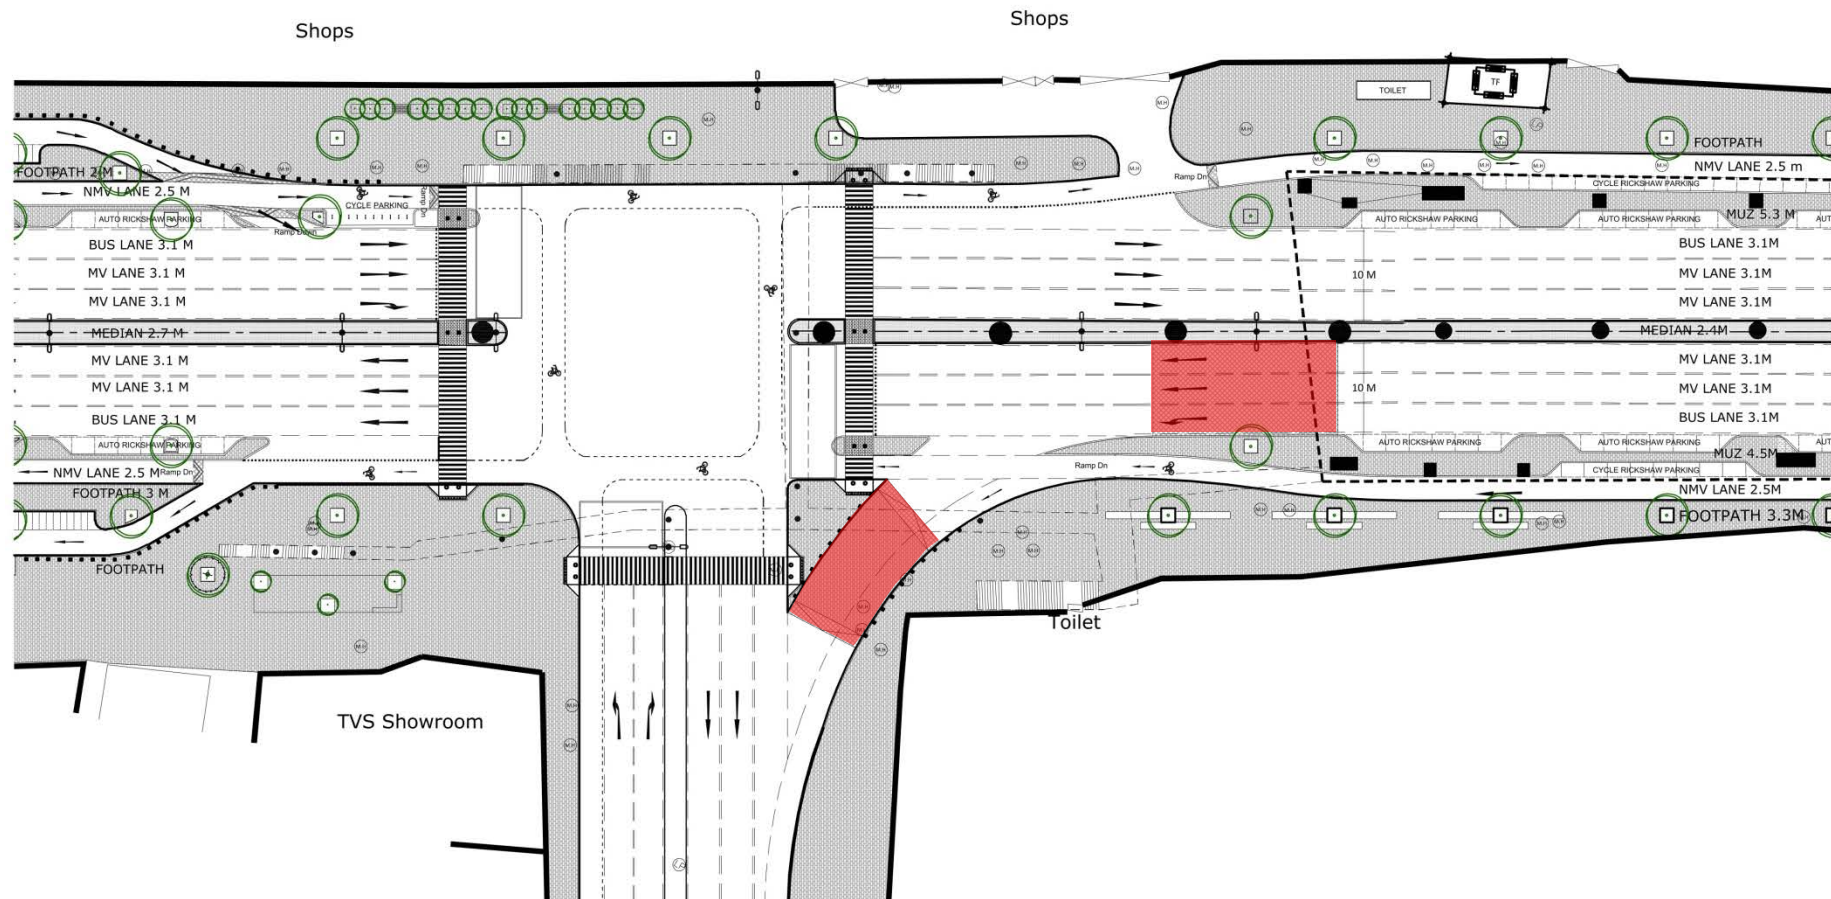 Shops
Shops
TOILET
TF
FOOTPATH
FOOTPATH 2 M
NMV LANE 2.5 m
NMV LANE 2.5 M
Ramp Dn
CYCLE RICKSHAW PARKING
CYCLE PARKING
Ramp Dn
AUTO RICKSHAW PARKING
AUTO RICKSHAW PARKING
AUTO RICKSHAW PARKING
MUZ 5.3 M
Ramp Down
BUS LANE 3.1 M
BUS LANE 3.1M
MV LANE 3.1 M
10 M
MV LANE 3.1M
MV LANE 3.1 M
MV LANE 3.1M
MEDIAN 2.7 M
MEDIAN 2.4M
MV LANE 3.1 M
MV LANE 3.1M
MV LANE 3.1 M
10 M
MV LANE 3.1M
BUS LANE 3.1 M
BUS LANE 3.1M
AUTO RICKSHAW PARKING
AUTO RICKSHAW PARKING
AUTO RICKSHAW PARKING
MUZ 4.5M
NMV LANE 2.5 M
Ramp Dn
Ramp Dn
CYCLE RICKSHAW PARKING
FOOTPATH 3 M
NMV LANE 2.5M
FOOTPATH 3.3M
FOOTPATH
Toilet
TVS Showroom